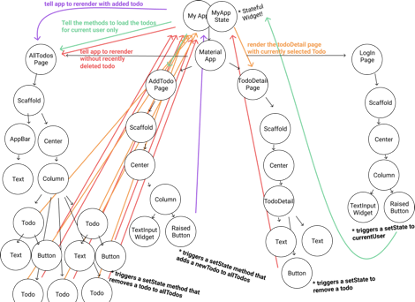 tell app to rerender with added todo
My App
MyApp
State
* Stateful
Widget!
Tell the methods to load the todos
for current user only
AllTodos
Page
tell app to rerender
without recently
deleted todo
Material
App
render the todoDetail page
with currently selected Todo
LogIn
Page
AddTodo
Page
TodoDetail
Page
Scaffold
Scaffold
Scaffold
Scaffold
AppBar
Center
Center
Center
Center
Text
Column
Column
TodoDetail
Column
Todo
Todo
TextInput
Widget
Raised
Button
Text
Text
TextInput
Widget
Raised
Button
Text
Button
Text
Button
Button
* triggers a setState method that
adds a newTodo to allTodos
* triggers a setState to
currentUser
* triggers a setState method that
removes a todo to allTodos
* triggers a setState to
remove a todo
Todo
Todo
Todo